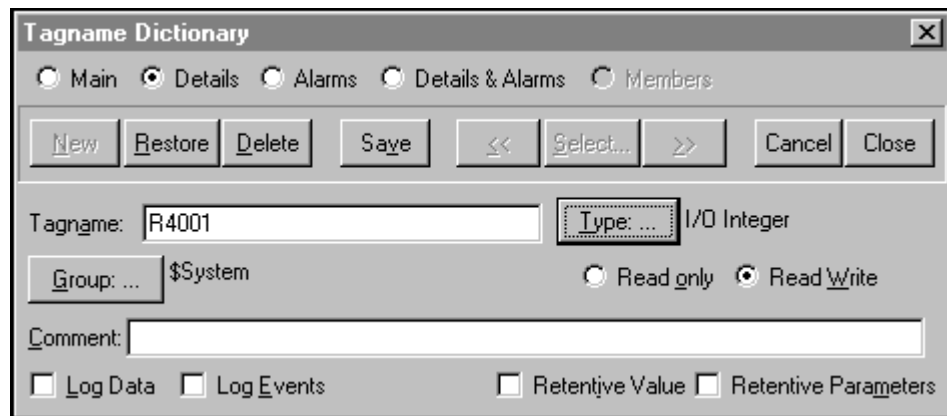 Tagname Dictionary
Main Details Alarms Details & Alarms Members
New Restore Delete Save << Select... >> Cancel Close
Tagname: R4001 Type: ... I/O Integer
Group: ... $System Read only Read Write
Comment:
Log Data Log Events Retentive Value Retentive Parameters